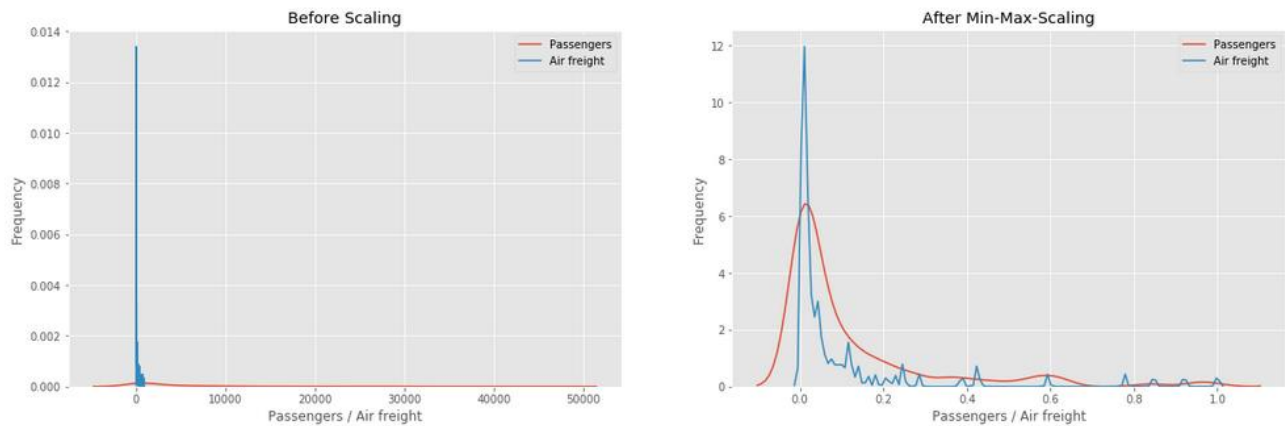 Before Scaling
0.014
0.012
0.010
0.008
0.006
0.004
0.002
0.000
Frequency
Passengers
Air freight
0
10000
20000
30000
40000
50000
Passengers / Air freight
After Min-Max-Scaling
12
10
8
6
4
2
0
Frequency
Passengers
Air freight
0.0
0.2
0.4
0.6
0.8
1.0
Passengers / Air freight